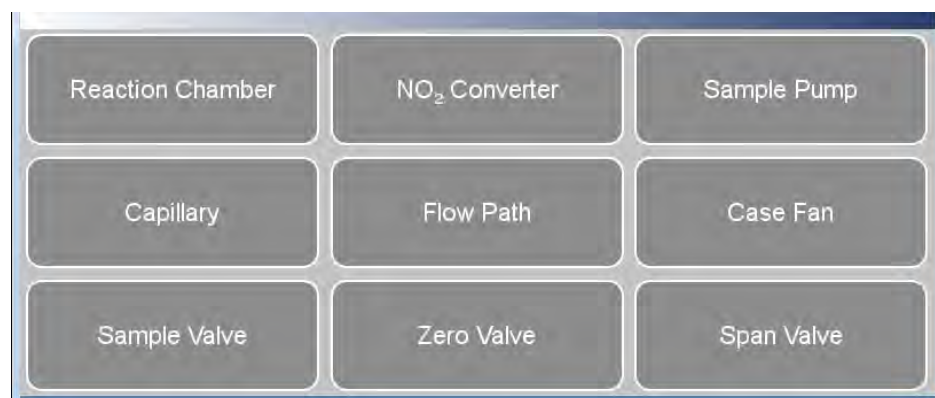 Reaction Chamber
NO₂ Converter
Sample Pump
Capillary
Flow Path
Case Fan
Sample Valve
Zero Valve
Span Valve